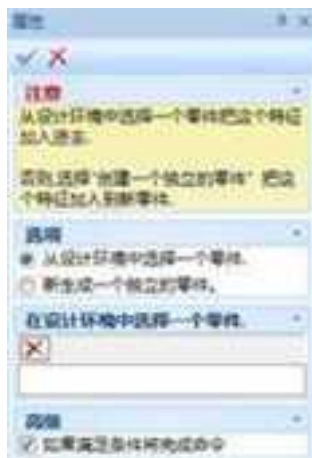 属性
注意
从设计环境中选择一个零件把这个特征
加入进去.
否则,选择"创建一个独立的零件" 把这
个特征加入到新零件.
选项
从设计环境中选择一个零件.
新生成一个独立的零件。
在设计环境中选择一个零件.
高级
如果满足条件将完成命令